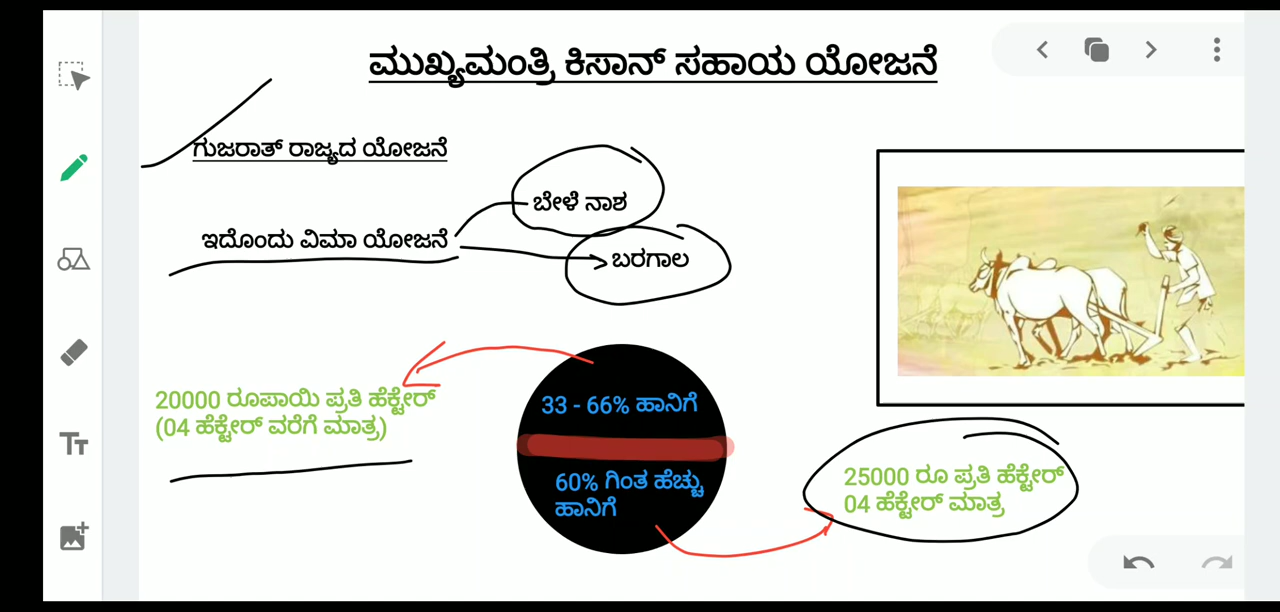 ಮುಖ್ಯಮಂತ್ರಿ ಕಿಸಾನ್ ಸಹಾಯ ಯೋಜನೆ
ಗುಜರಾತ್ ರಾಜ್ಯದ ಯೋಜನೆ
ಬೇಳೆ ನಾಶ
ಇದೊಂದು ವಿಮಾ ಯೋಜನೆ
ಬರಗಾಲ
20000 ರೂಪಾಯಿ ಪ್ರತಿ ಹೆಕ್ಟೇರ್
(04 ಹೆಕ್ಟೇರ್ ವರೆಗೆ ಮಾತ್ರ)
33 - 66% ಹಾನಿಗೆ
60% ಗಿಂತ ಹೆಚ್ಚು
ಹಾನಿಗೆ
25000 ರೂ ಪ್ರತಿ ಹೆಕ್ಟೇರ್
04 ಹೆಕ್ಟೇರ್ ಮಾತ್ರ
Tт